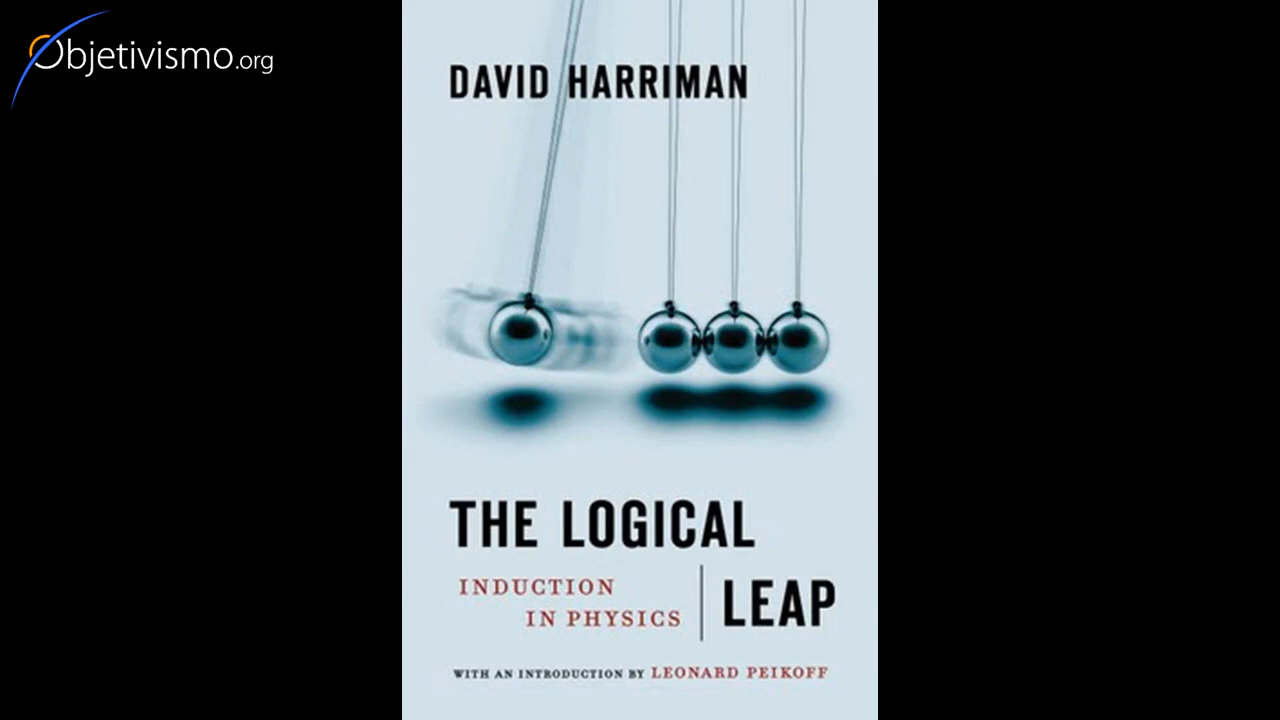 Objetivismo.org
DAVID HARRIMAN
THE LOGICAL
INDUCTION
IN PHYSICS
LEAP
WITH AN INTRODUCTION BY LEONARD PEIKOFF